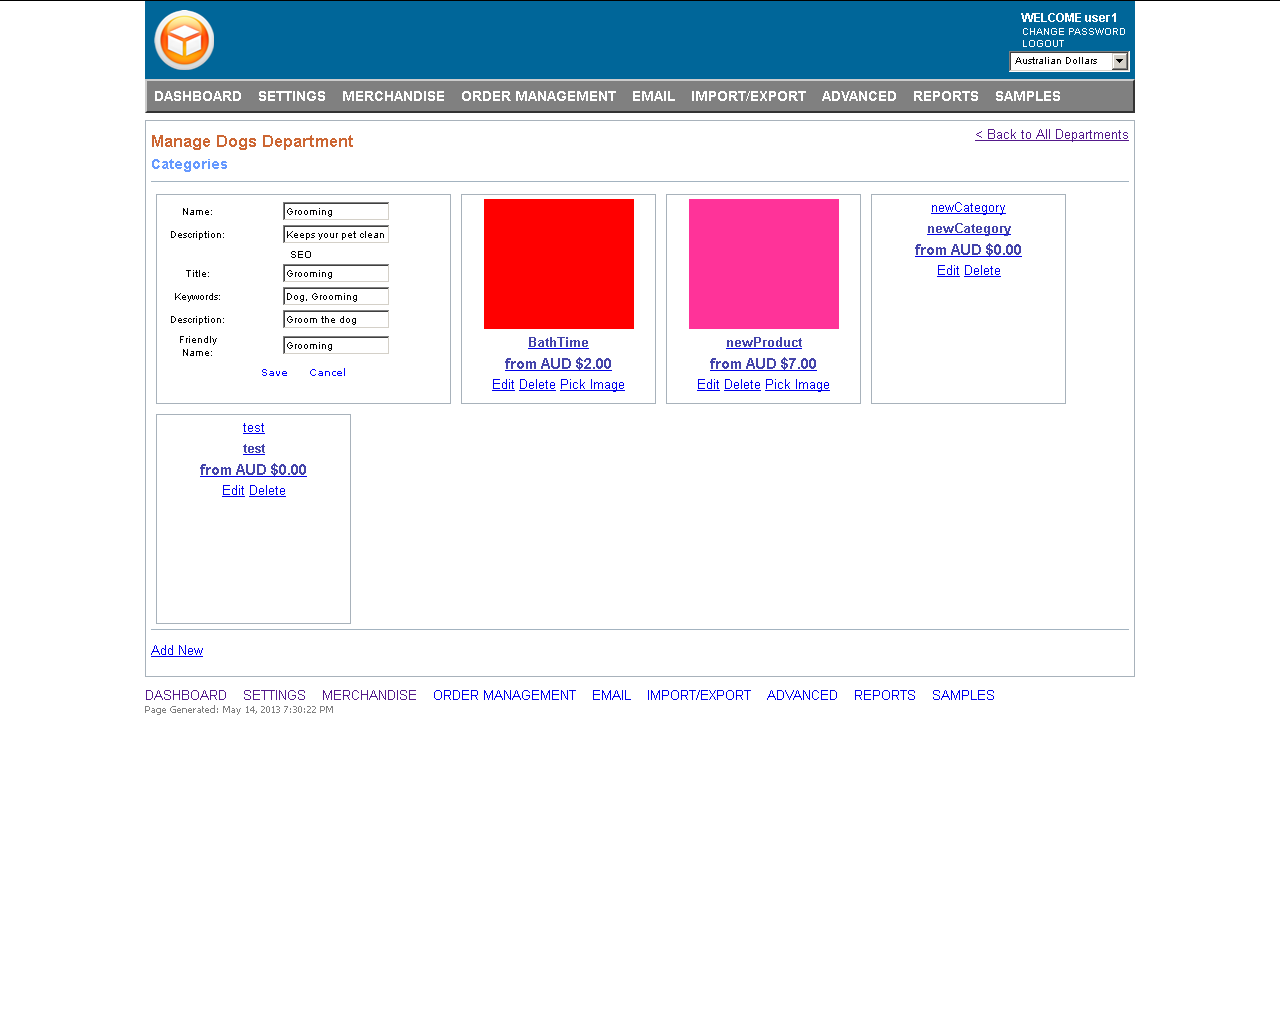 WELCOME user1
CHANGE PASSWORD
LOGOUT
Australian Dollars
DASHBOARD SETTINGS MERCHANDISE ORDER MANAGEMENT EMAIL IMPORT/EXPORT ADVANCED REPORTS SAMPLES
Manage Dogs Department
< Back to All Departments
Categories
Name: Grooming
Description: Keeps your pet clean
SEO
Title: Grooming
Keywords: Dog, Grooming
Description: Groom the dog
Friendly
Name: Grooming
Save Cancel
BathTime
from AUD $2.00
Edit Delete Pick Image
newProduct
from AUD $7.00
Edit Delete Pick Image
newCategory
newCategory
from AUD $0.00
Edit Delete
test
test
from AUD $0.00
Edit Delete
Add New
DASHBOARD SETTINGS MERCHANDISE ORDER MANAGEMENT EMAIL IMPORT/EXPORT ADVANCED REPORTS SAMPLES
Page Generated: May 14, 2013 7:30:22 PM